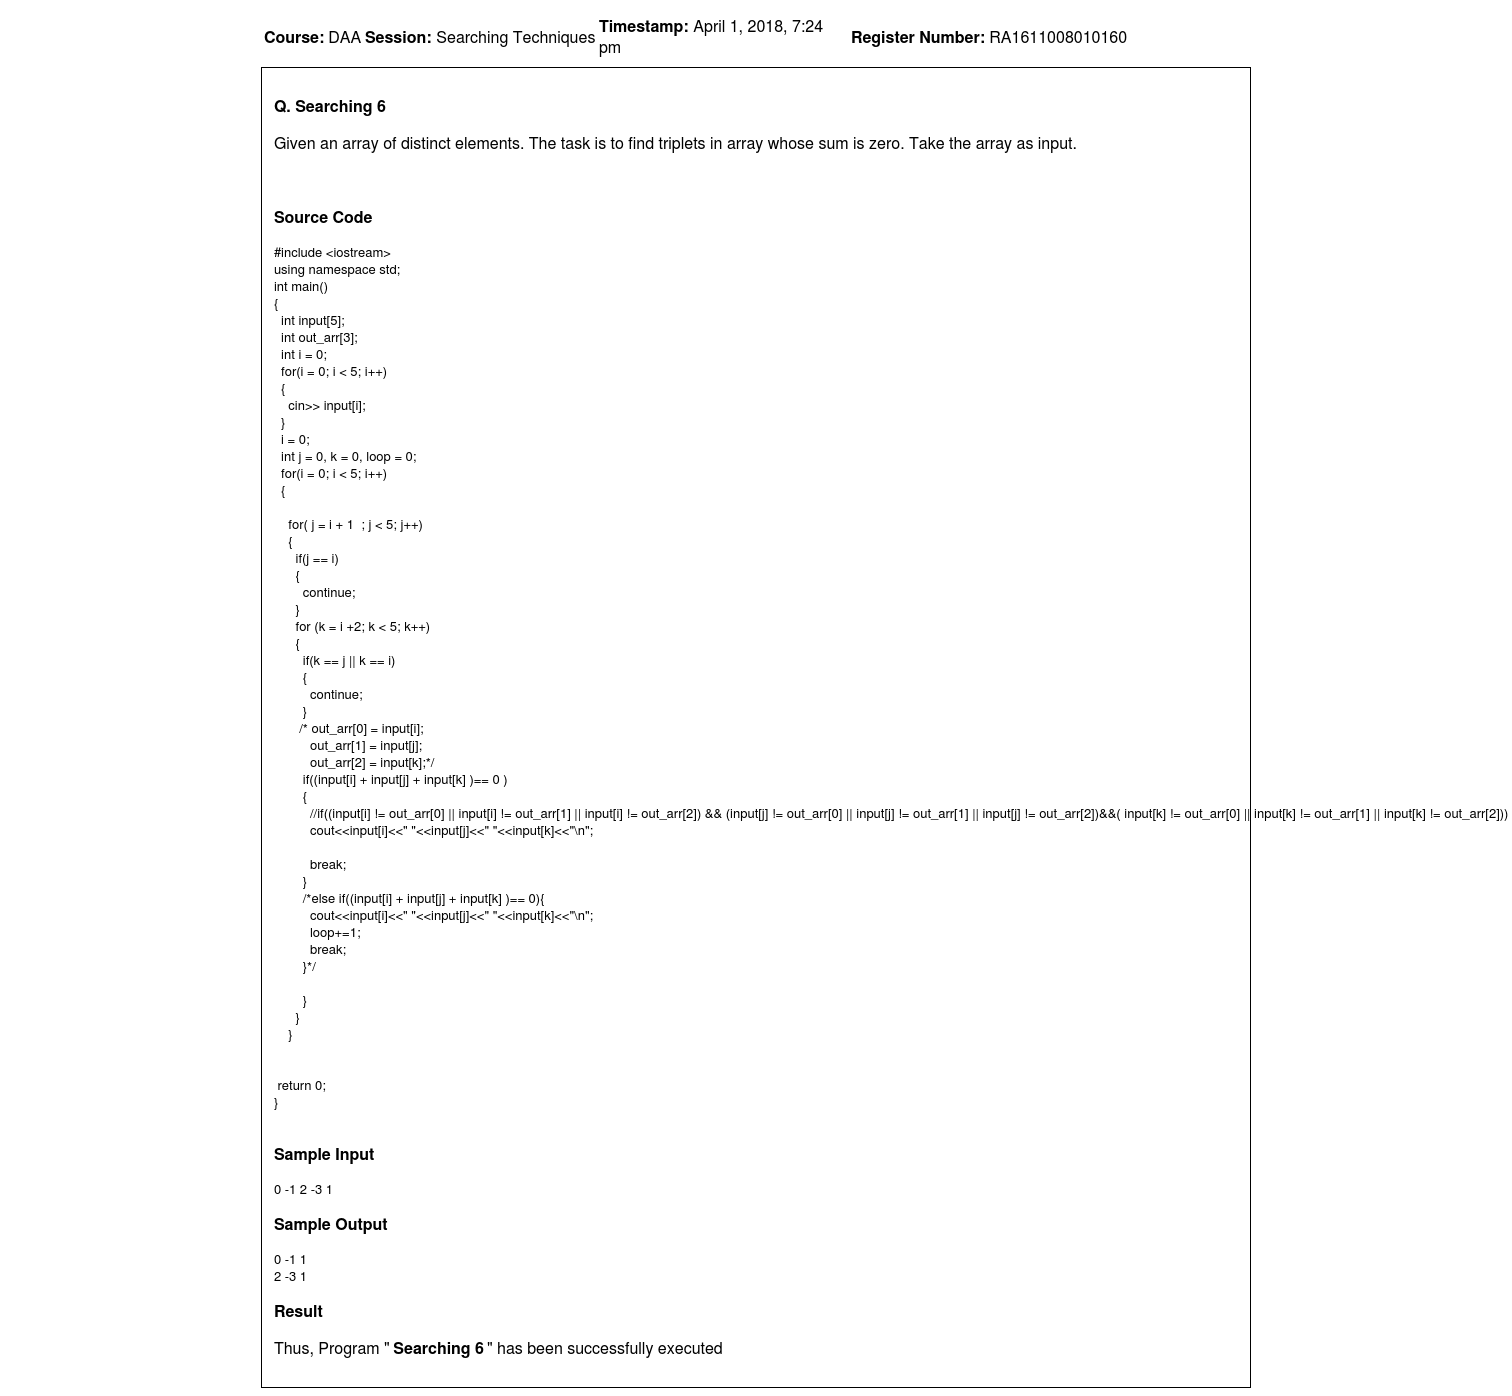 Course: DAA Session: Searching Techniques Timestamp: April 1, 2018, 7:24 pm Register Number: RA1611008010160
Q. Searching 6
Given an array of distinct elements. The task is to find triplets in array whose sum is zero. Take the array as input.
Source Code
#include <iostream>
using namespace std;
int main()
{
int input[5];
int out_arr[3];
int i = 0;
for(i = 0; i < 5; i++)
{
cin>> input[i];
}
i = 0;
int j = 0, k = 0, loop = 0;
for(i = 0; i < 5; i++)
{
for( j = i + 1  ; j < 5; j++)
{
if(j == i)
{
continue;
}
for (k = i +2; k < 5; k++)
{
if(k == j || k == i)
{
continue;
}
/* out_arr[0] = input[i];
out_arr[1] = input[j];
out_arr[2] = input[k];*/
if((input[i] + input[j] + input[k] )== 0 )
{
//if((input[i] != out_arr[0] || input[i] != out_arr[1] || input[i] != out_arr[2]) && (input[j] != out_arr[0] || input[j] != out_arr[1] || input[j] != out_arr[2])&&( input[k] != out_arr[0] || input[k] != out_arr[1] || input[k] != out_arr[2]))
cout<<input[i]<<" "<<input[j]<<" "<<input[k]<<"\n";
break;
}
/*else if((input[i] + input[j] + input[k] )== 0){
cout<<input[i]<<" "<<input[j]<<" "<<input[k]<<"\n";
loop+=1;
break;
}*/
}
}
}
return 0;
}
Sample Input
0 -1 2 -3 1
Sample Output
0 -1 1
2 -3 1
Result
Thus, Program " Searching 6 " has been successfully executed